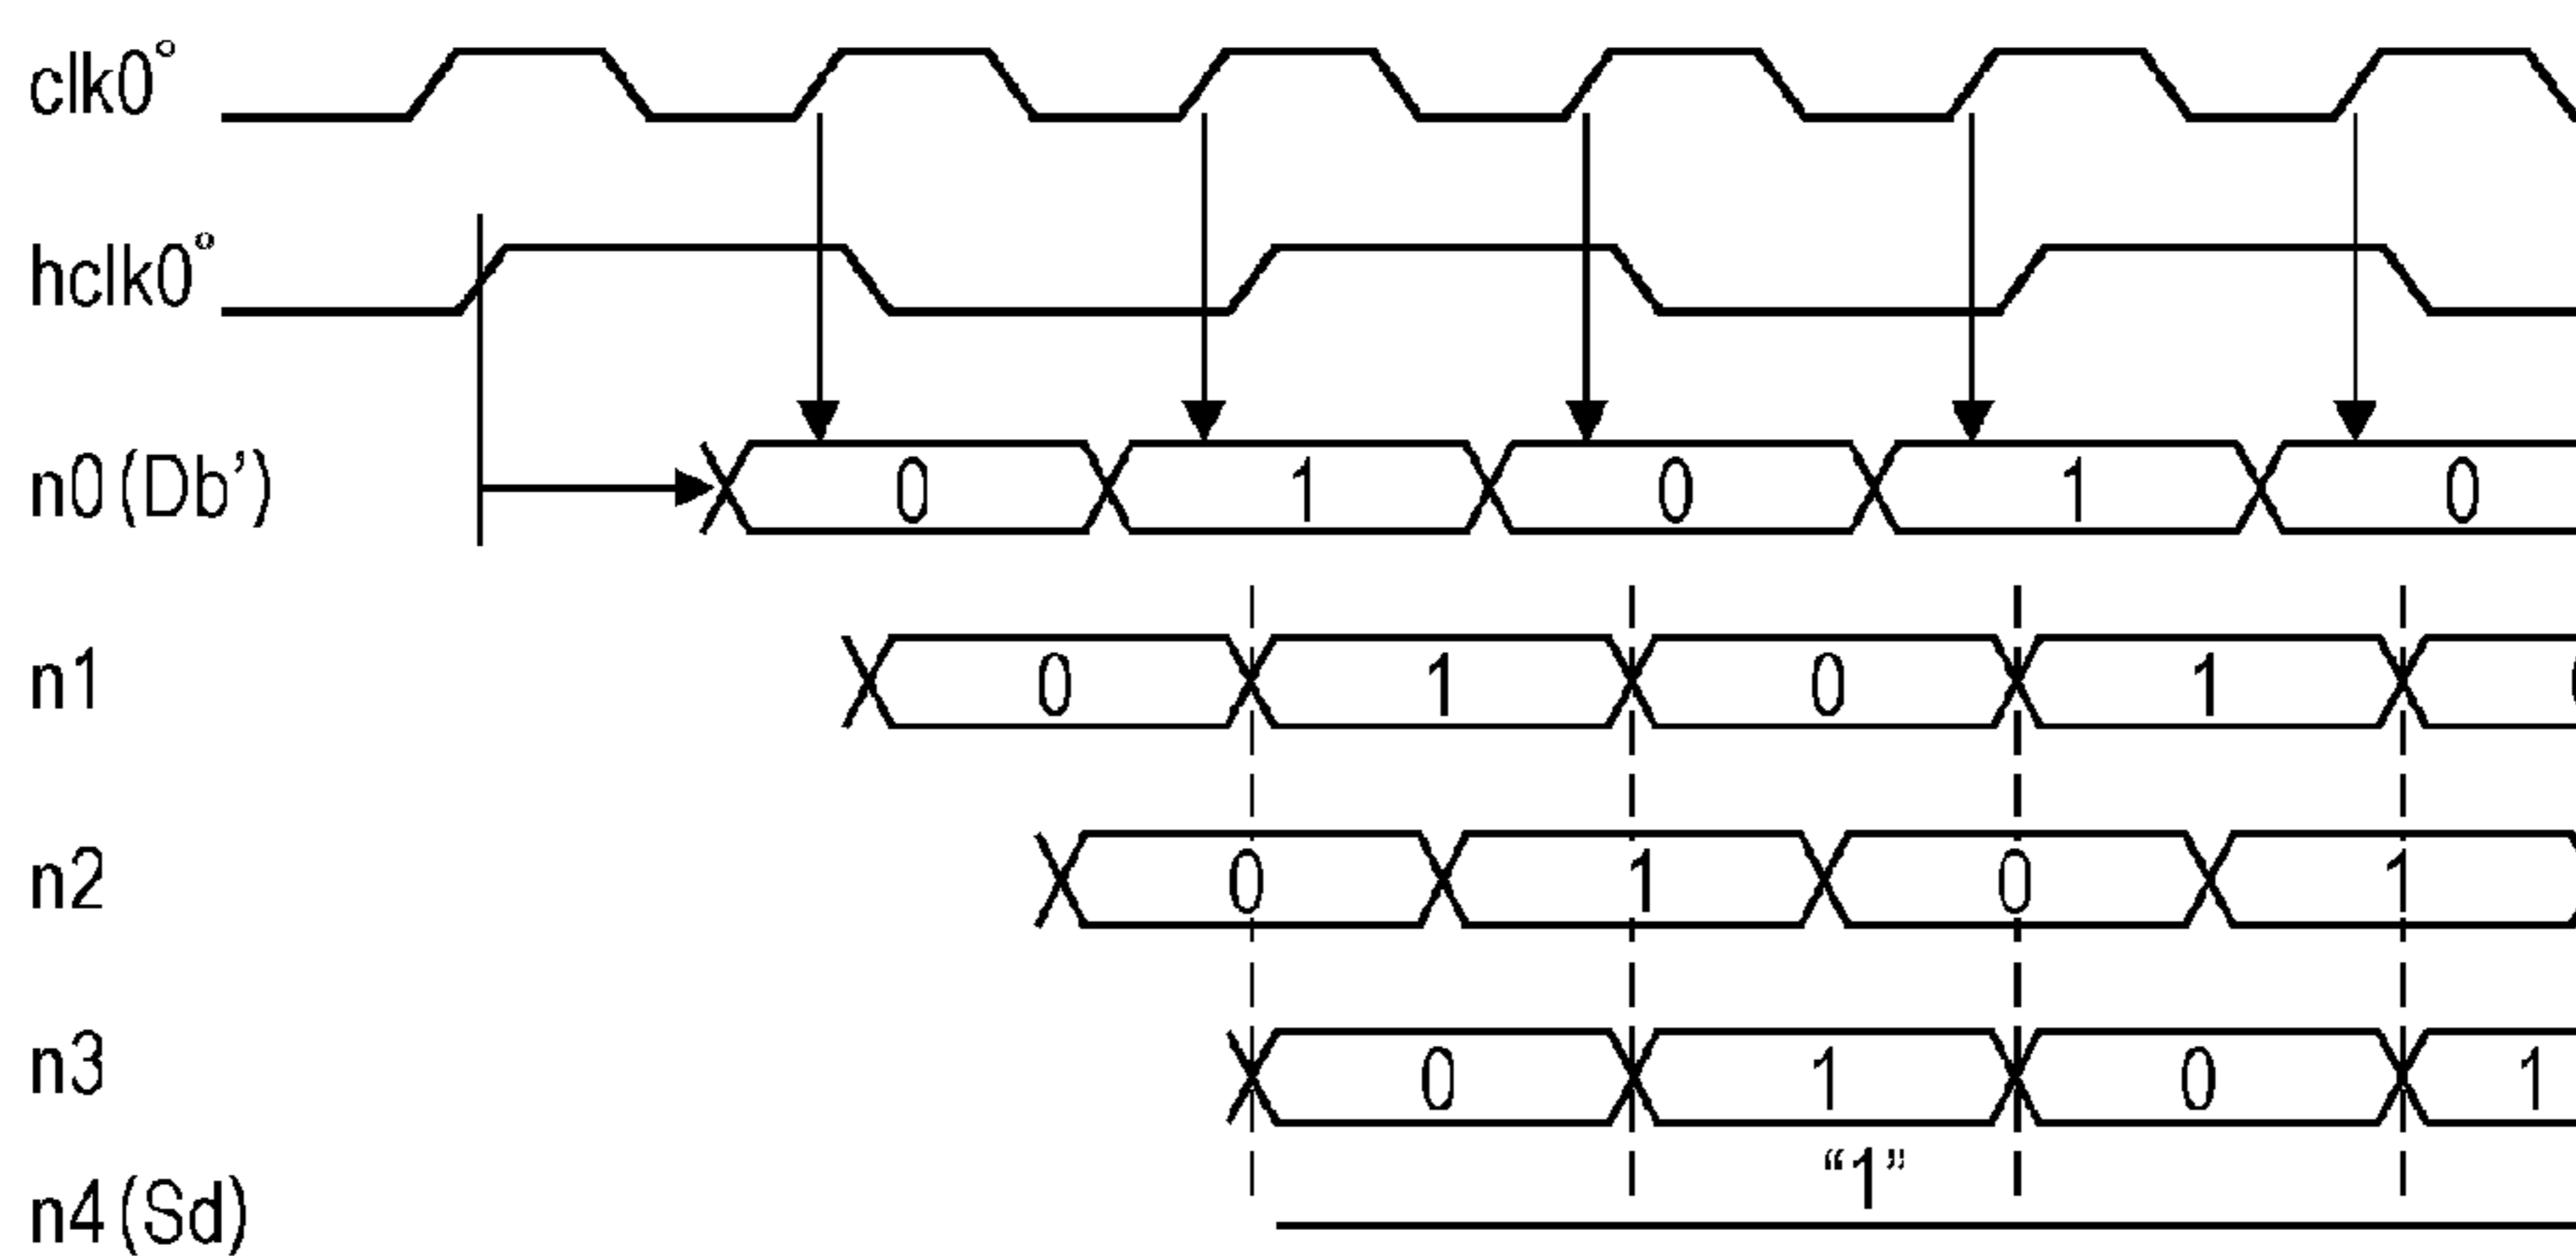 clk0°
hclk0°
n0 (Db’) 0 1 0 1 0
n1 0 1 0 1
n2 0 1 0 1
n3 0 1 0 1
n4 (Sd) “1”